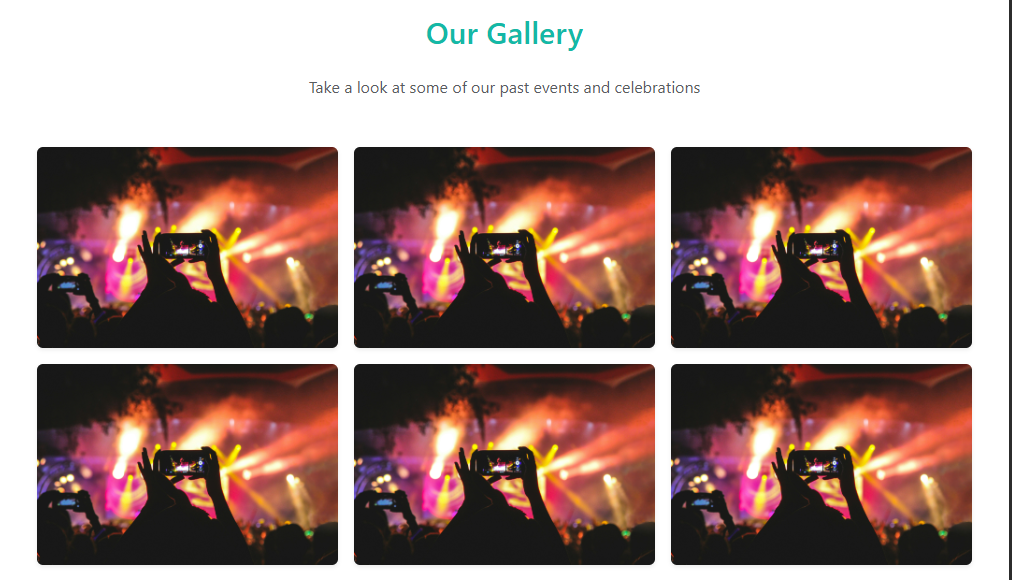 Our Gallery
Take a look at some of our past events and celebrations